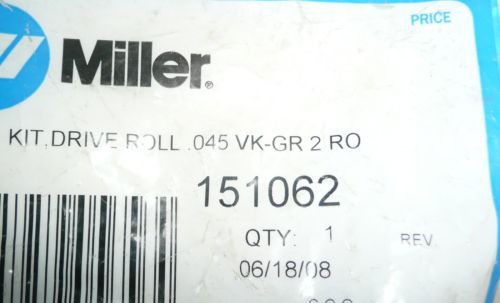 PRICE
Miller®
KIT,DRIVE ROLL .045 VK-GR 2 RO
151062
QTY: 1 REV.
06/18/08